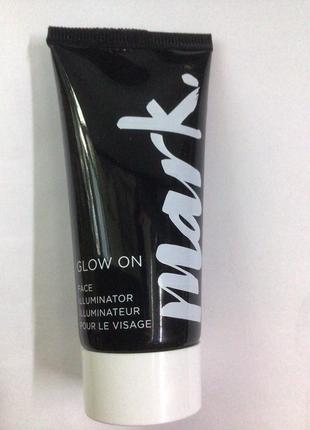 mark.
GLOW ON
FACE
ILLUMINATOR
ILLUMINATEUR
POUR LE VISAGE